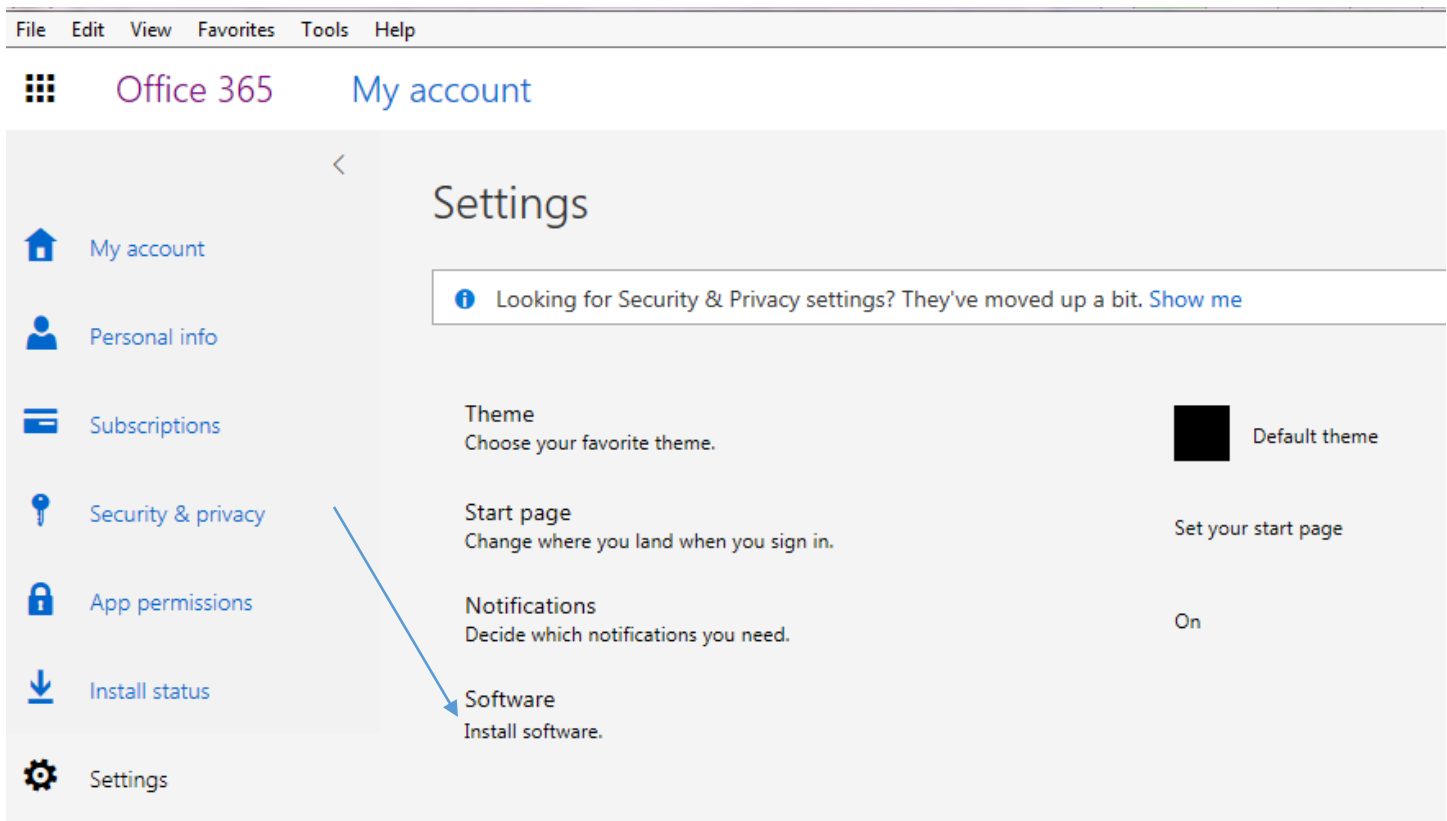 File Edit View Favorites Tools Help
Office 365 My account
Settings
My account
Looking for Security & Privacy settings? They've moved up a bit. Show me
Personal info
Subscriptions
Security & privacy
App permissions
Install status
Settings
Theme
Choose your favorite theme.
Default theme
Start page
Change where you land when you sign in.
Set your start page
Notifications
Decide which notifications you need.
On
Software
Install software.